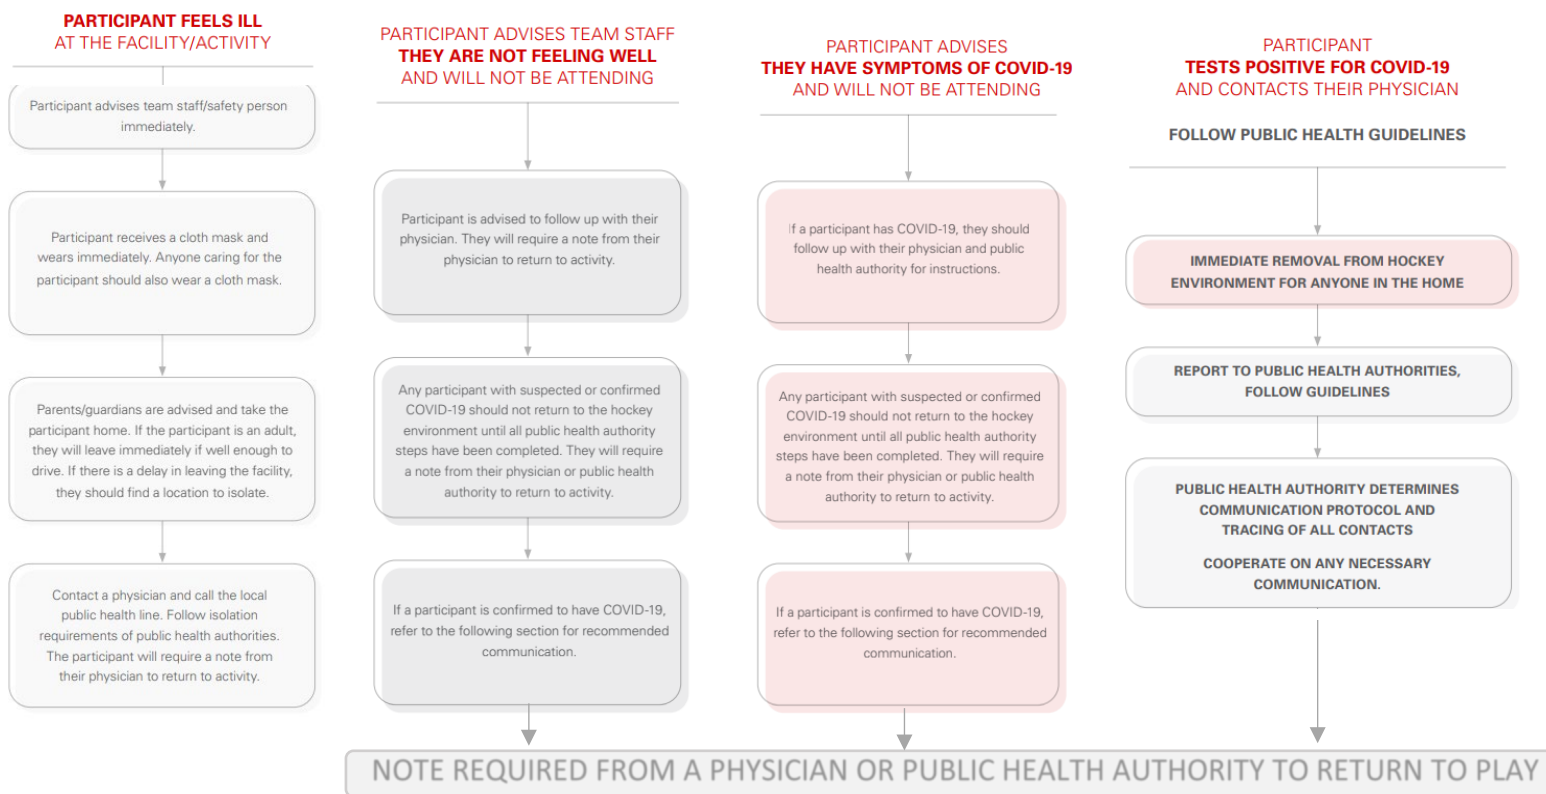 PARTICIPANT FEELS ILL
AT THE FACILITY/ACTIVITY
Participant advises team staff/safety person
immediately.
Participant receives a cloth mask and
wears immediately. Anyone caring for the
participant should also wear a cloth mask.
Parents/guardians are advised and take the
participant home. If the participant is an adult,
they will leave immediately if well enough to
drive. If there is a delay in leaving the facility,
they should find a location to isolate.
Contact a physician and call the local
public health line. Follow isolation
requirements of public health authorities.
The participant will require a note from
their physician to return to activity.
PARTICIPANT ADVISES TEAM STAFF
THEY ARE NOT FEELING WELL
AND WILL NOT BE ATTENDING
Participant is advised to follow up with their
physician. They will require a note from their
physician to return to activity.
Any participant with suspected or confirmed
COVID-19 should not return to the hockey
environment until all public health authority
steps have been completed. They will require
a note from their physician or public health
authority to return to activity.
If a participant is confirmed to have COVID-19,
refer to the following section for recommended
communication.
PARTICIPANT ADVISES
THEY HAVE SYMPTOMS OF COVID-19
AND WILL NOT BE ATTENDING
If a participant has COVID-19, they should
follow up with their physician and public
health authority for instructions.
Any participant with suspected or confirmed
COVID-19 should not return to the hockey
environment until all public health authority
steps have been completed. They will require
a note from their physician or public health
authority to return to activity.
If a participant is confirmed to have COVID-19,
refer to the following section for recommended
communication.
PARTICIPANT
TESTS POSITIVE FOR COVID-19
AND CONTACTS THEIR PHYSICIAN
FOLLOW PUBLIC HEALTH GUIDELINES
IMMEDIATE REMOVAL FROM HOCKEY
ENVIRONMENT FOR ANYONE IN THE HOME
REPORT TO PUBLIC HEALTH AUTHORITIES,
FOLLOW GUIDELINES
PUBLIC HEALTH AUTHORITY DETERMINES
COMMUNICATION PROTOCOL AND
TRACING OF ALL CONTACTS
COOPERATE ON ANY NECESSARY
COMMUNICATION.
NOTE REQUIRED FROM A PHYSICIAN OR PUBLIC HEALTH AUTHORITY TO RETURN TO PLAY